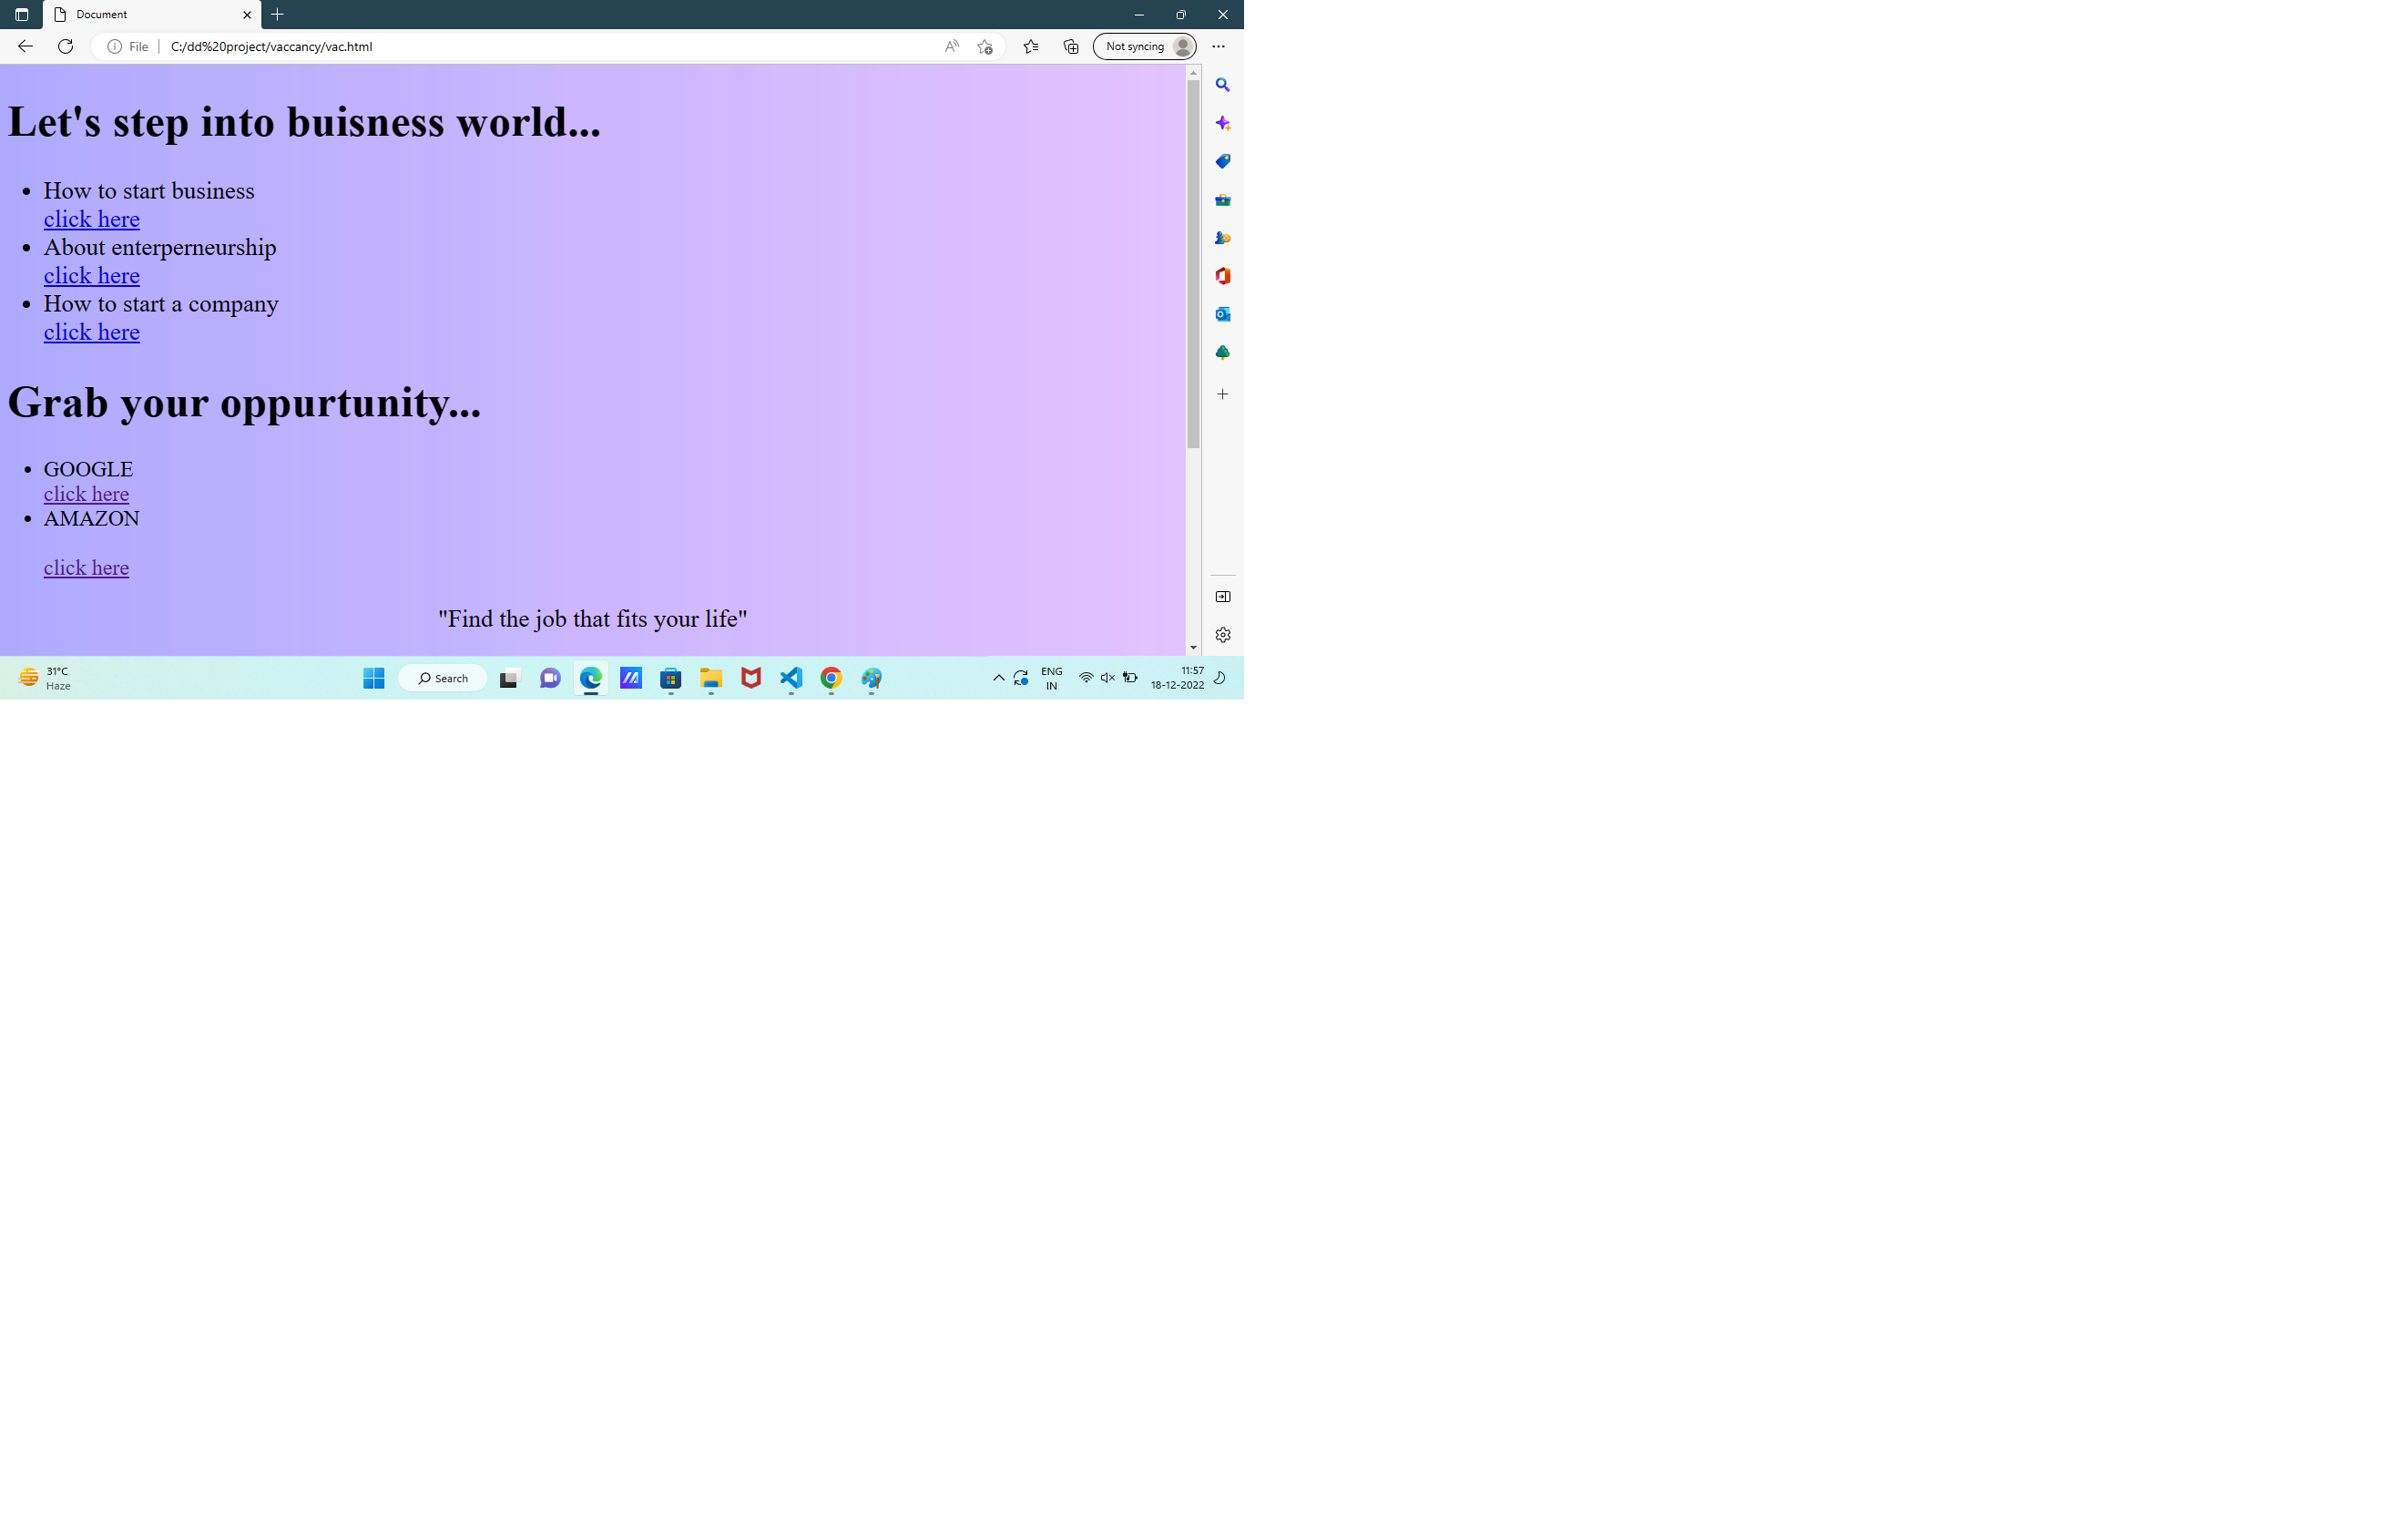 Document
File
C:/dd%20project/vaccancy/vac.html
Not syncing
Let's step into buisness world...
How to start business
click here
About enterperneurship
click here
How to start a company
click here
Grab your oppurtunity...
GOOGLE
click here
AMAZON
click here
"Find the job that fits your life"
31°C
Haze
Search
ENG
IN
11:57
18-12-2022